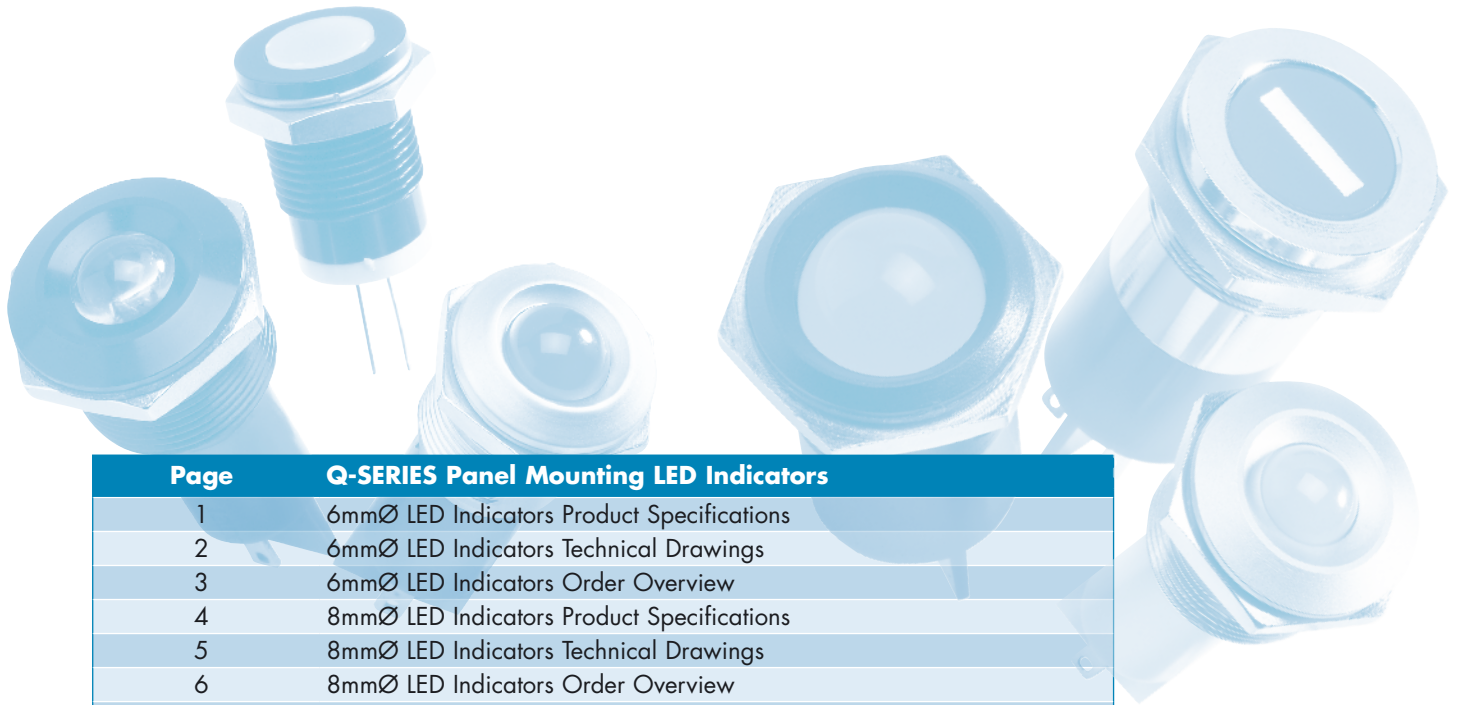 Page Q-SERIES Panel Mounting LED Indicators
1 6mmØ LED Indicators Product Specifications
2 6mmØ LED Indicators Technical Drawings
3 6mmØ LED Indicators Order Overview
4 8mmØ LED Indicators Product Specifications
5 8mmØ LED Indicators Technical Drawings
6 8mmØ LED Indicators Order Overview